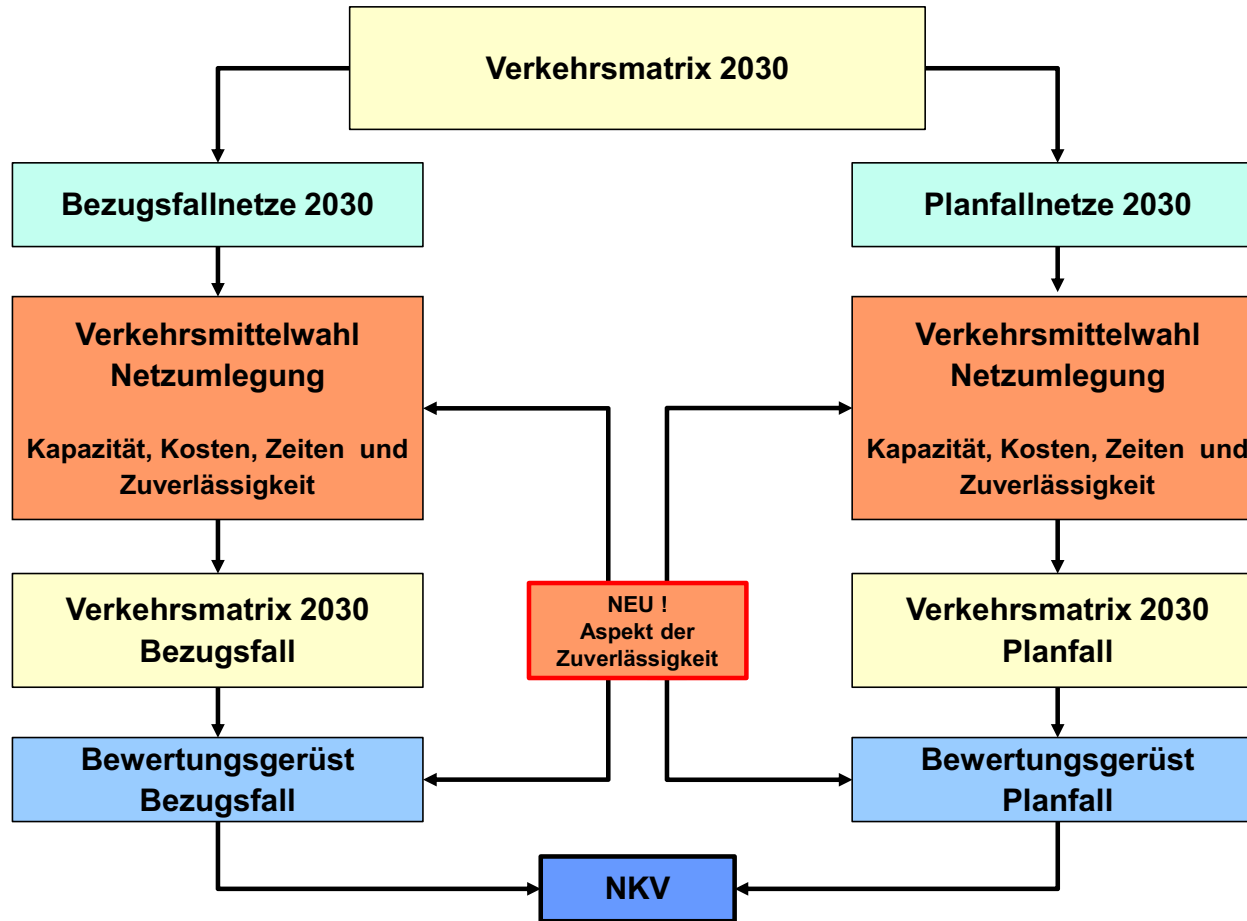 Verkehrsmatrix 2030
Bezugsfallnetze 2030
Planfallnetze 2030
Verkehrsmittelwahl
Netzumlegung
Kapazität, Kosten, Zeiten und
Zuverlässigkeit
Verkehrsmittelwahl
Netzumlegung
Kapazität, Kosten, Zeiten und
Zuverlässigkeit
Verkehrsmatrix 2030
Bezugsfall
NEU !
Aspekt der
Zuverlässigkeit
Verkehrsmatrix 2030
Planfall
Bewertungsgerüst
Bezugsfall
Bewertungsgerüst
Planfall
NKV